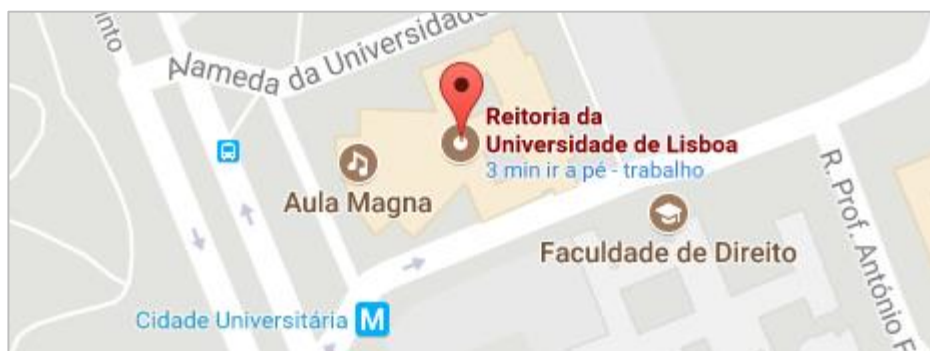 into
Alameda da Universidade
Reitoria da
Universidade de Lisboa
3 min ir a pé - trabalho
Aula Magna
Faculdade de Direito
R. Prof. António F
Cidade Universitária M